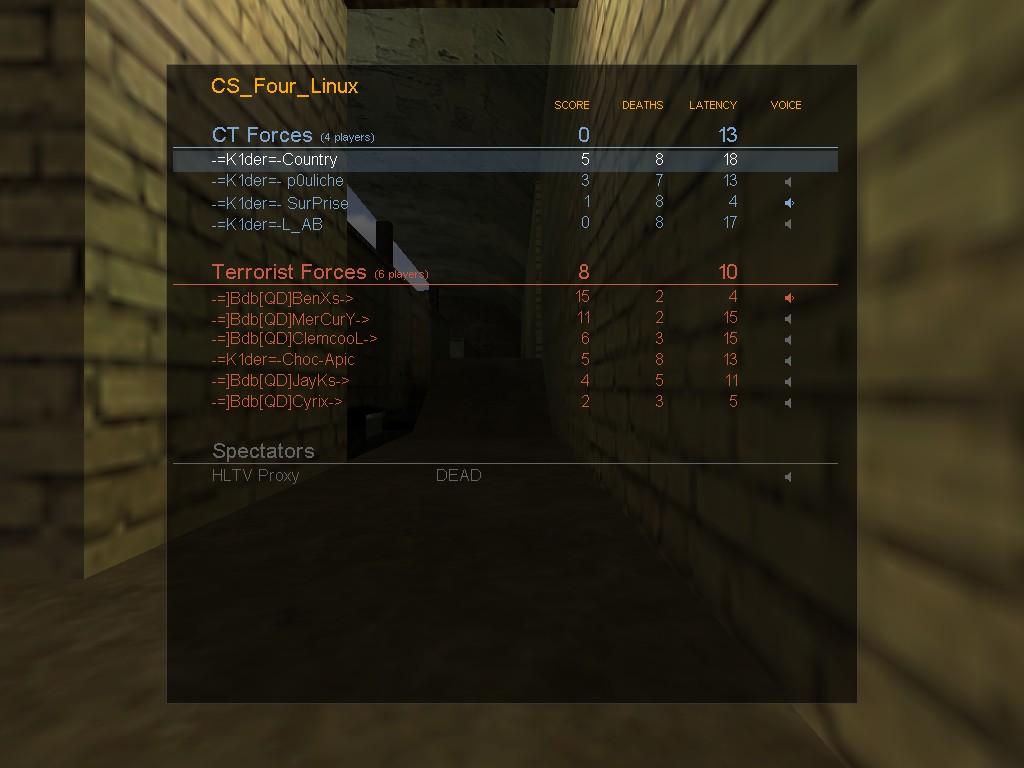 CS_Four_Linux
SCORE DEATHS LATENCY VOICE
CT Forces (4 players) 0 13
-=K1der=-Country 5 8 18
-=K1der=- p0uliche 3 7 13
-=K1der=- SurPrise 1 8 4
-=K1der=-L_AB 0 8 17
Terrorist Forces (6 players) 8 10
-=]Bdb[QD]BenXs-> 15 2 4
-=]Bdb[QD]MerCurY-> 11 2 15
-=]Bdb[QD]ClemcooL-> 6 3 15
-=K1der=-Choc-Apic 5 8 13
-=]Bdb[QD]JayKs-> 4 5 11
-=]Bdb[QD]Cyrix-> 2 3 5
Spectators
HLTV Proxy DEAD